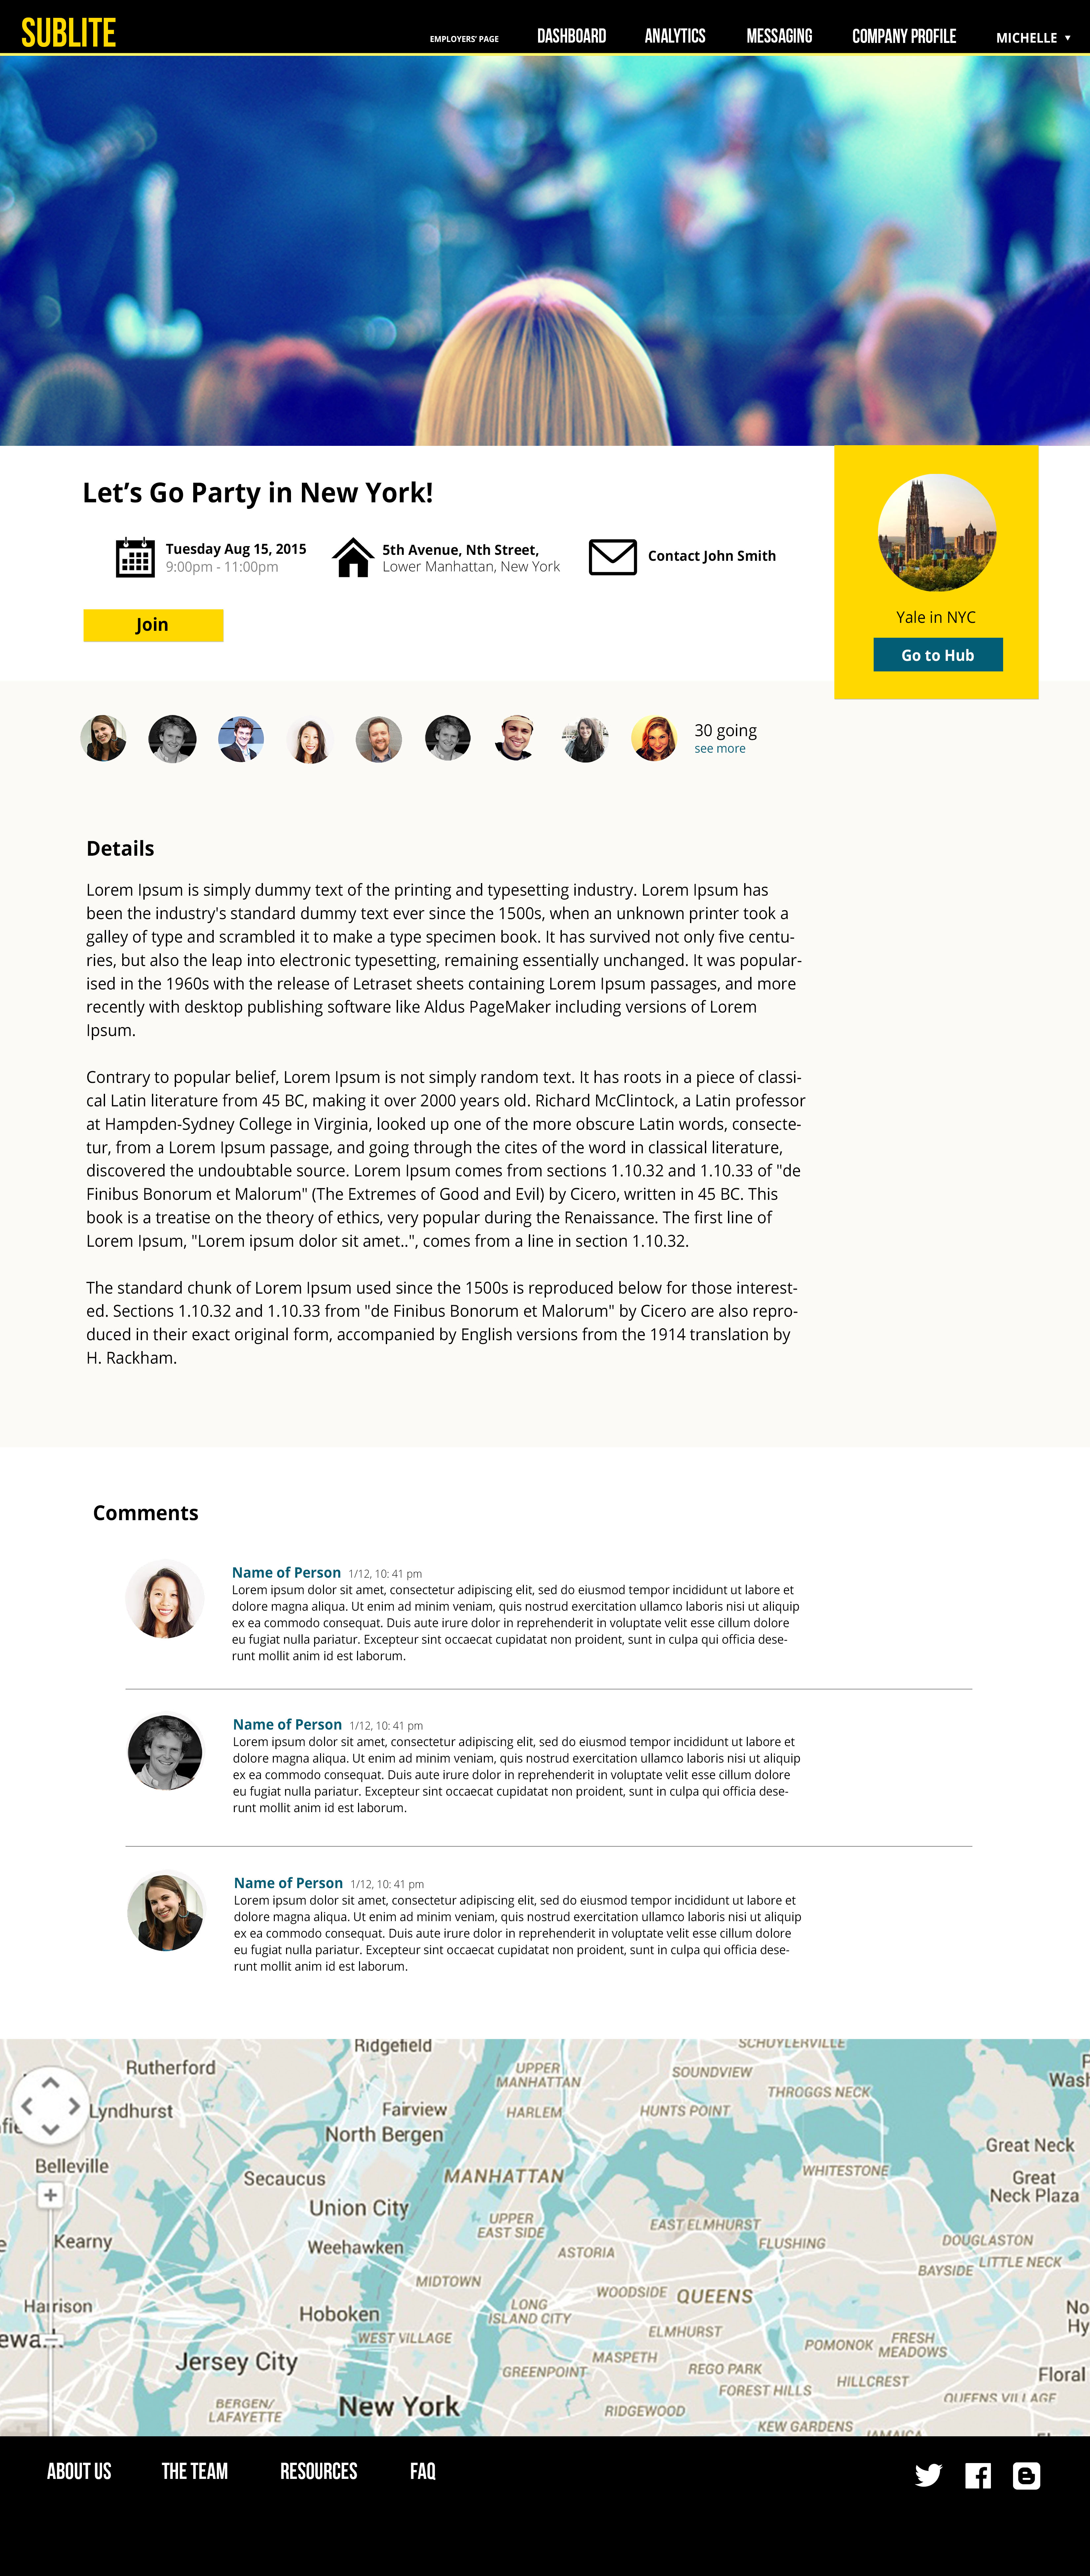 SUBLITE
EMPLOYERS' PAGE
DASHBOARD
ANALYTICS
MESSAGING
COMPANY PROFILE
MICHELLE
Let's Go Party in New York!
Tuesday Aug 15, 2015
9:00pm - 11:00pm
5th Avenue, Nth Street,
Lower Manhattan, New York
Contact John Smith
Join
Yale in NYC
Go to Hub
30 going
see more
Details
Lorem Ipsum is simply dummy text of the printing and typesetting industry. Lorem Ipsum has
been the industry's standard dummy text ever since the 1500s, when an unknown printer took a
galley of type and scrambled it to make a type specimen book. It has survived not only five centu-
ries, but also the leap into electronic typesetting, remaining essentially unchanged. It was popular-
ised in the 1960s with the release of Letraset sheets containing Lorem Ipsum passages, and more
recently with desktop publishing software like Aldus PageMaker including versions of Lorem
Ipsum.
Contrary to popular belief, Lorem Ipsum is not simply random text. It has roots in a piece of classi-
cal Latin literature from 45 BC, making it over 2000 years old. Richard McClintock, a Latin professor
at Hampden-Sydney College in Virginia, looked up one of the more obscure Latin words, consecte-
tur, from a Lorem Ipsum passage, and going through the cites of the word in classical literature,
discovered the undoubtable source. Lorem Ipsum comes from sections 1.10.32 and 1.10.33 of "de
Finibus Bonorum et Malorum" (The Extremes of Good and Evil) by Cicero, written in 45 BC. This
book is a treatise on the theory of ethics, very popular during the Renaissance. The first line of
Lorem Ipsum, "Lorem ipsum dolor sit amet..", comes from a line in section 1.10.32.
The standard chunk of Lorem Ipsum used since the 1500s is reproduced below for those interest-
ed. Sections 1.10.32 and 1.10.33 from "de Finibus Bonorum et Malorum" by Cicero are also repro-
duced in their exact original form, accompanied by English versions from the 1914 translation by
H. Rackham.
Comments
Name of Person 1/12, 10: 41 pm
Lorem ipsum dolor sit amet, consectetur adipiscing elit, sed do eiusmod tempor incididunt ut labore et
dolore magna aliqua. Ut enim ad minim veniam, quis nostrud exercitation ullamco laboris nisi ut aliquip
ex ea commodo consequat. Duis aute irure dolor in reprehenderit in voluptate velit esse cillum dolore
eu fugiat nulla pariatur. Excepteur sint occaecat cupidatat non proident, sunt in culpa qui officia dese-
runt mollit anim id est laborum.
Name of Person 1/12, 10: 41 pm
Lorem ipsum dolor sit amet, consectetur adipiscing elit, sed do eiusmod tempor incididunt ut labore et
dolore magna aliqua. Ut enim ad minim veniam, quis nostrud exercitation ullamco laboris nisi ut aliquip
ex ea commodo consequat. Duis aute irure dolor in reprehenderit in voluptate velit esse cillum dolore
eu fugiat nulla pariatur. Excepteur sint occaecat cupidatat non proident, sunt in culpa qui officia dese-
runt mollit anim id est laborum.
Name of Person 1/12, 10: 41 pm
Lorem ipsum dolor sit amet, consectetur adipiscing elit, sed do eiusmod tempor incididunt ut labore et
dolore magna aliqua. Ut enim ad minim veniam, quis nostrud exercitation ullamco laboris nisi ut aliquip
ex ea commodo consequat. Duis aute irure dolor in reprehenderit in voluptate velit esse cillum dolore
eu fugiat nulla pariatur. Excepteur sint occaecat cupidatat non proident, sunt in culpa qui officia dese-
runt mollit anim id est laborum.
Ridgefield
SCHUYLERVILLE
Rutherford
UPPER
MANHATTAN
SOUNDVIEW
Wash
THROGGS NECK
Lyndhurst
Fairview
HARLEM
HUNTS POINT
North Bergen
Great Neck
Belleville
Secaucus
MANHATTAN
WHITESTONE
Great
Neck Plaza
Union City
UPPER
EAST SIDE
EAST ELMHURST
Kearny
Weehawken
ASTORIA
FLUSHING
DOUGLASTON
LITTLE NECK
BAYSIDE
MIDTOWN
WOODSIDE
QUEENS
Harrison
Hoboken
LONG
ISLAND CITY
No
Hy
WEST VILLAGE
ELMHURST
POMONOK
FRESH
MEADOWS
Jersey City
GREENPOINT
MASPETH
REGO PARK
HILLCREST
Floral
FOREST HILLS
QUEENS VILLAGE
BERGEN/
LAFAYETTE
New York
RIDGEWOOD
KEW GARDENS
JAMAICA
ABOUT US
THE TEAM
RESOURCES
FAQ